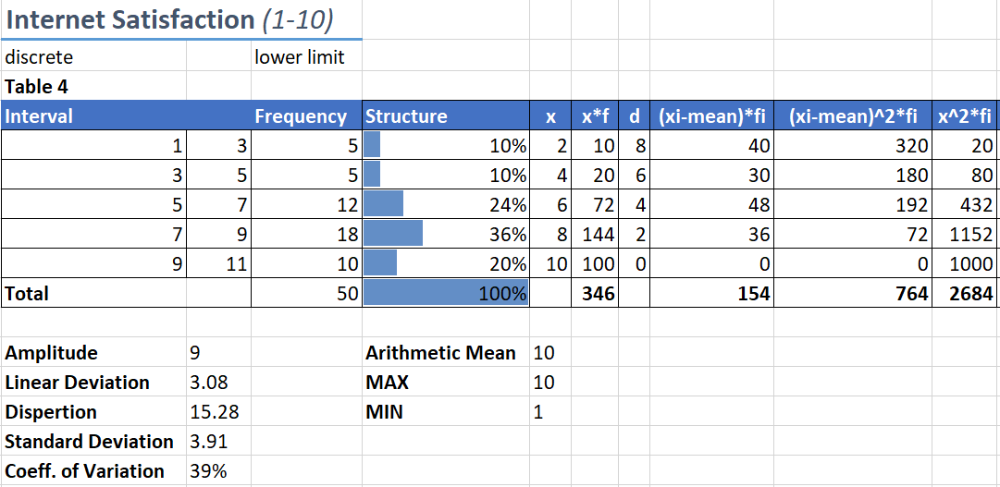 Internet Satisfaction (1-10)
discrete lower limit
Table 4
Interval Frequency Structure x x*f d (xi-mean)*fi (xi-mean)^2*fi x^2*fi
1 3 5 10% 2 10 8 40 320 20
3 5 5 10% 4 20 6 30 180 80
5 7 12 24% 6 72 4 48 192 432
7 9 18 36% 8 144 2 36 72 1152
9 11 10 20% 10 100 0 0 0 1000
Total 50 100% 346 154 764 2684
Amplitude 9 Arithmetic Mean 10
Linear Deviation 3.08 MAX 10
Dispertion 15.28 MIN 1
Standard Deviation 3.91
Coeff. of Variation 39%